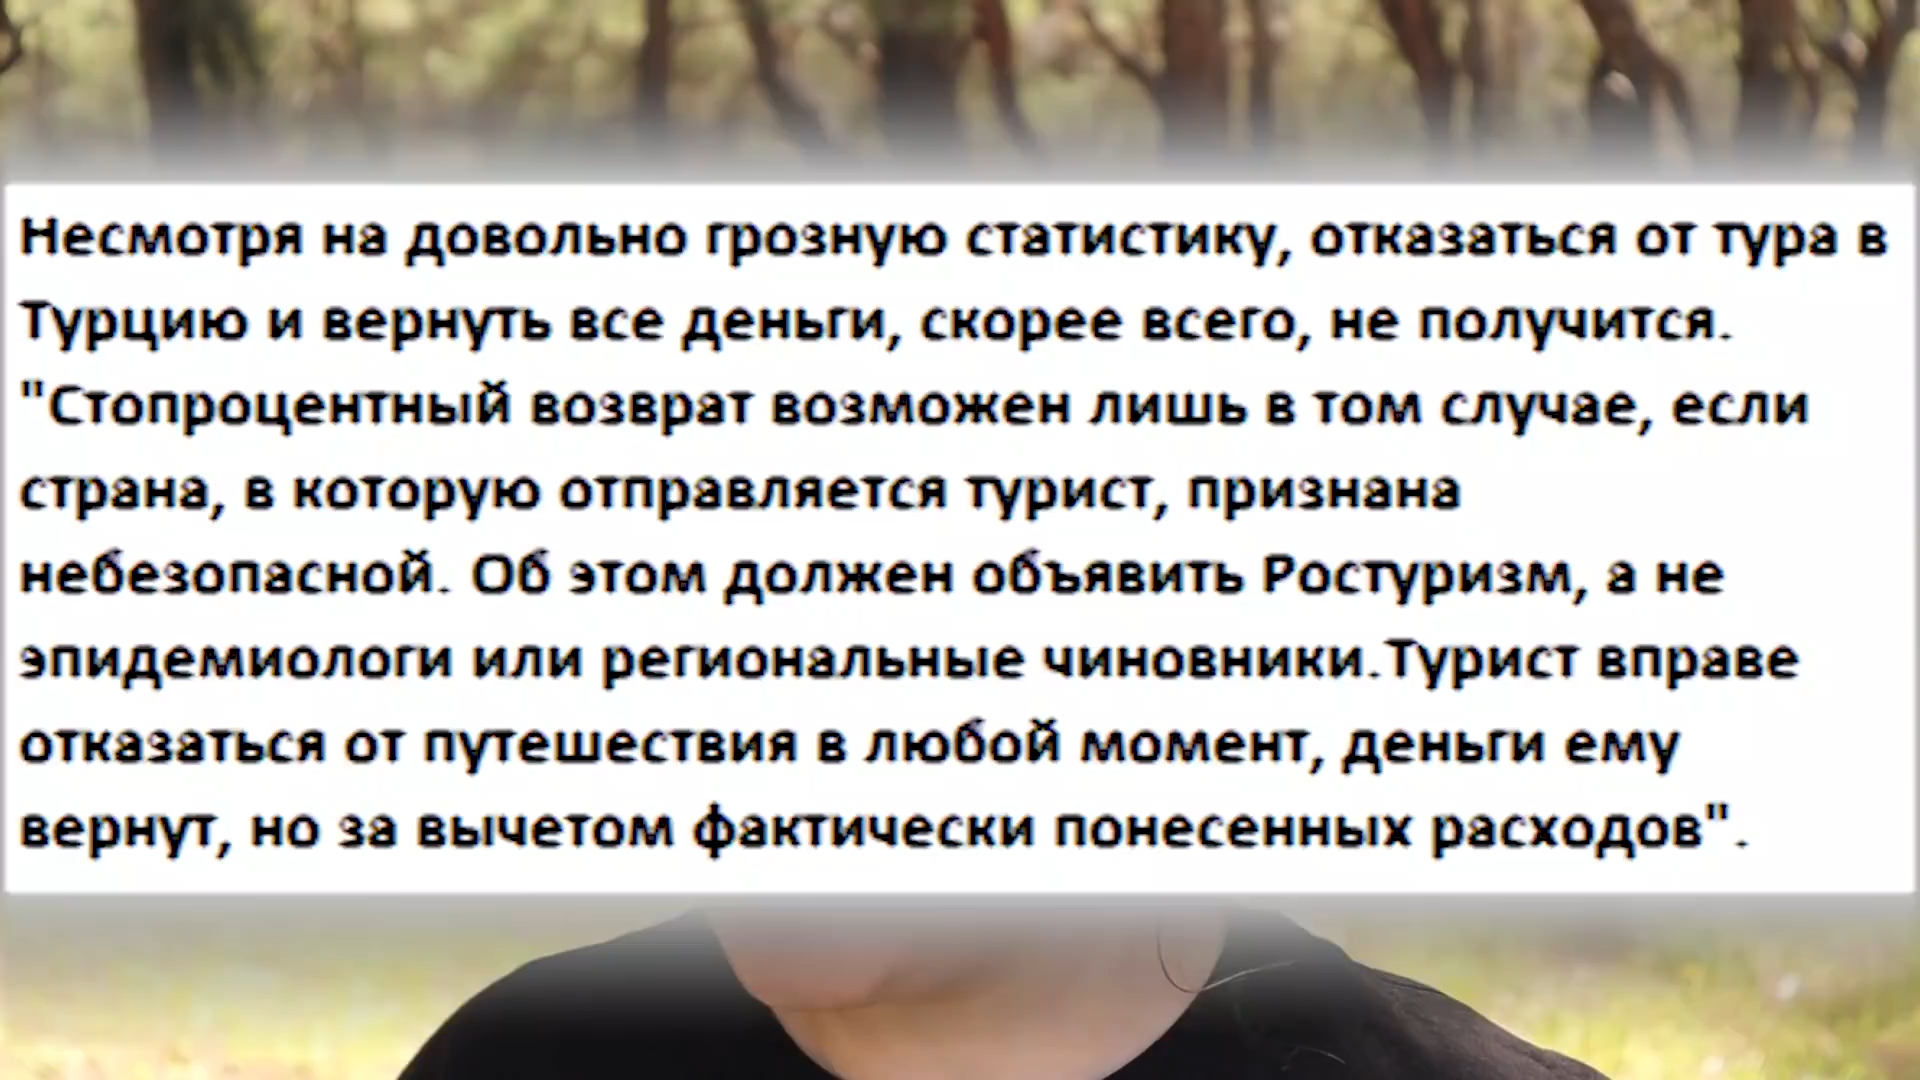 Несмотря на довольно грозную статистику, отказаться от тура в
Турцию и вернуть все деньги, скорее всего, не получится.
"Стопроцентный возврат возможен лишь в том случае, если
страна, в которую отправляется турист, признана
небезопасной. Об этом должен объявить Ростуризм, а не
эпидемиологи или региональные чиновники.Турист вправе
отказаться от путешествия в любой момент, деньги ему
вернут, но за вычетом фактически понесенных расходов".